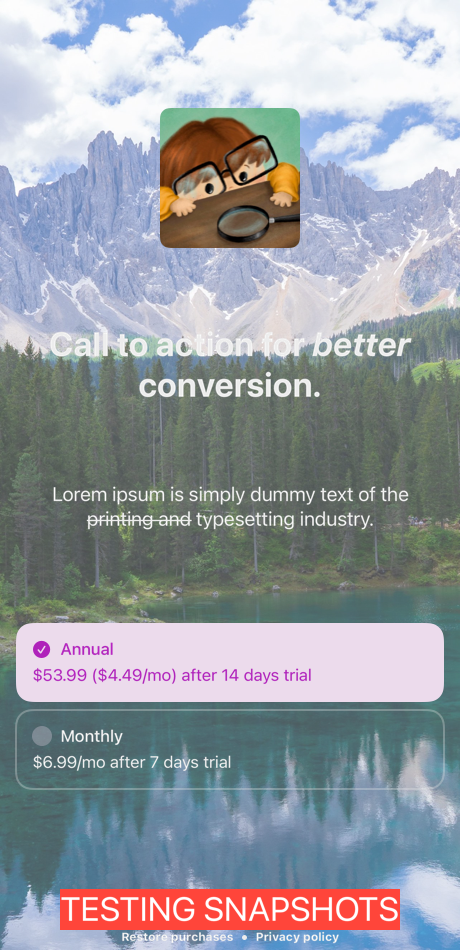 Call to action for better
conversion.
Lorem ipsum is simply dummy text of the
printing and typesetting industry.
Annual
$53.99 ($4.49/mo) after 14 days trial
Monthly
$6.99/mo after 7 days trial
TESTING SNAPSHOTS
Restore purchases • Privacy policy